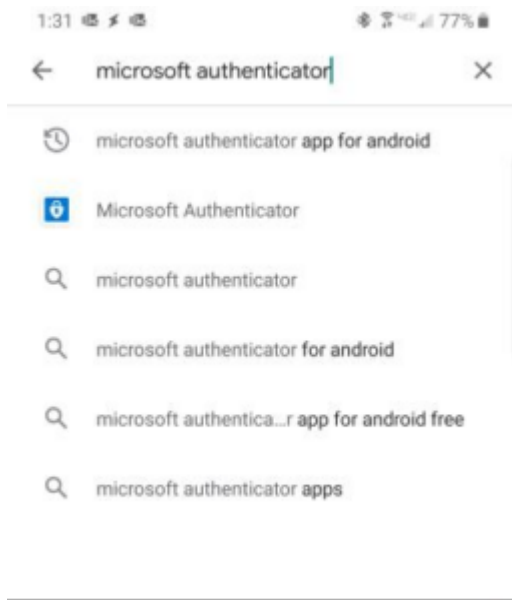 1:31 77%
microsoft authenticator
microsoft authenticator app for android
Microsoft Authenticator
microsoft authenticator
microsoft authenticator for android
microsoft authentica...r app for android free
microsoft authenticator apps